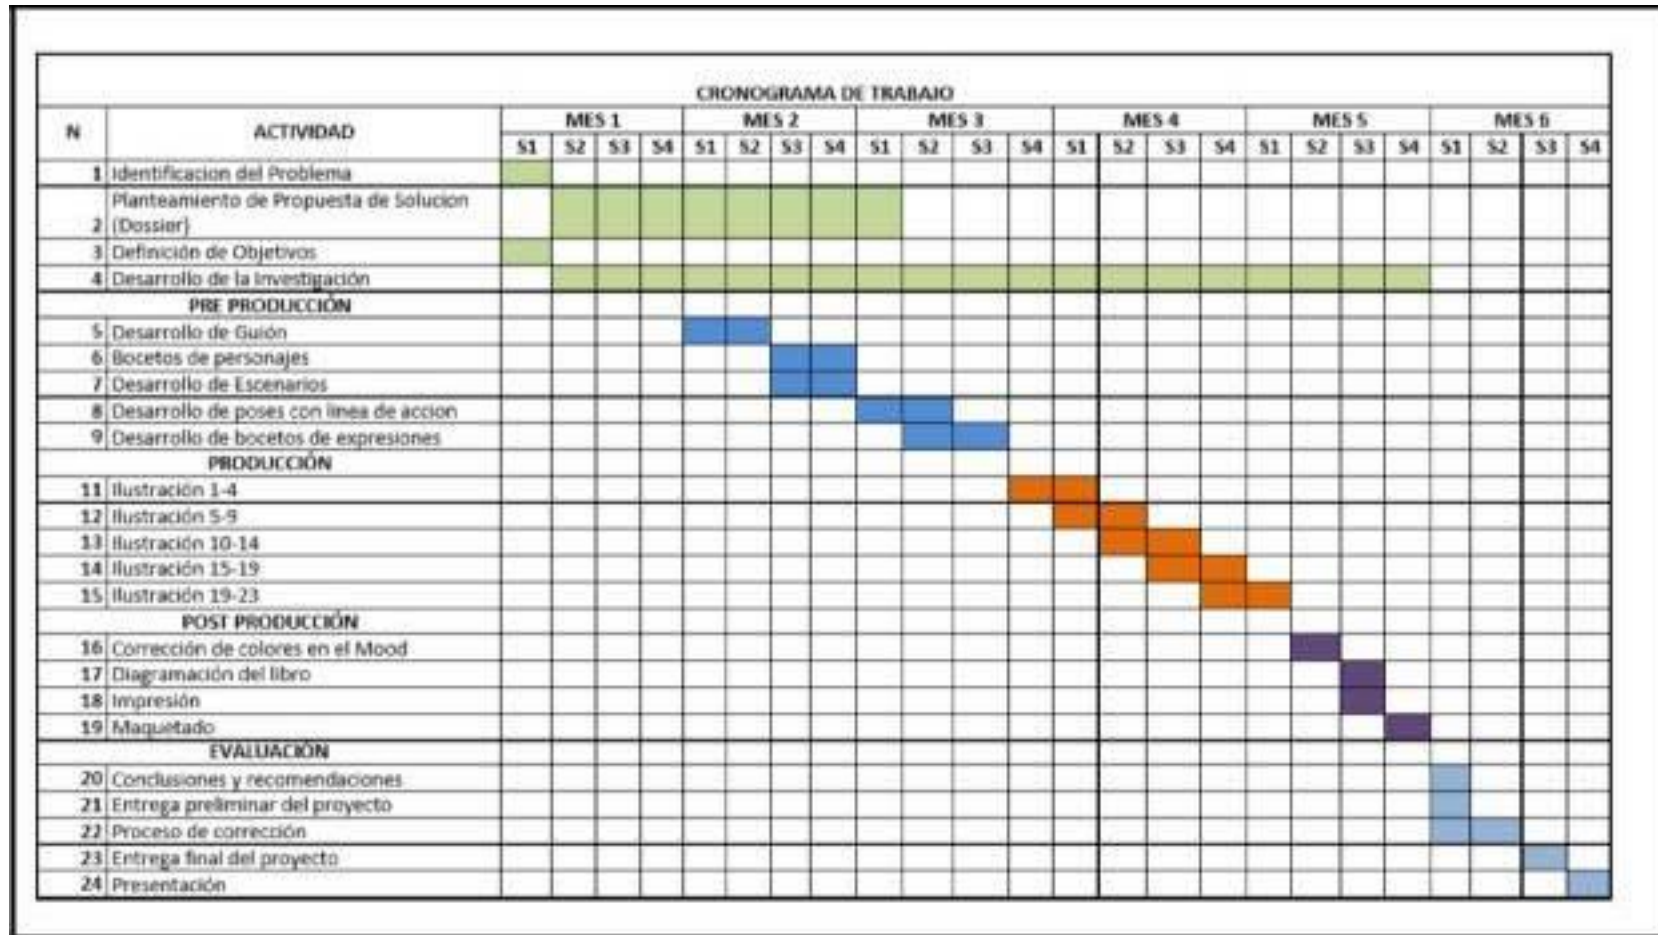 CRONOGRAMA DE TRABAJO
N ACTIVIDAD MES 1 MES 2 MES 3 MES 4 MES 5 MES 6
S1 S2 S3 S4 S1 S2 S3 S4 S1 S2 S3 S4 S1 S2 S3 S4 S1 S2 S3 S4 S1 S2 S3 S4
1 Identificacion del Problema
Planteamiento de Propuesta de Solucion
2 (Dossier)
3 Definición de Objetivos
4 Desarrollo de la Investigación
PRE PRODUCCIÓN
5 Desarrollo de Guión
6 Bocetos de personajes
7 Desarrollo de Escenarios
8 Desarrollo de poses con linea de accion
9 Desarrollo de bocetos de expresiones
PRODUCCIÓN
11 Ilustración 1-4
12 Ilustración 5-9
13 Ilustración 10-14
14 Ilustración 15-19
15 Ilustración 19-23
POST PRODUCCIÓN
16 Corrección de colores en el Mood
17 Diagramación del libro
18 Impresión
19 Maquetado
EVALUACIÓN
20 Conclusiones y recomendaciones
21 Entrega preliminar del proyecto
22 Proceso de corrección
23 Entrega final del proyecto
24 Presentación